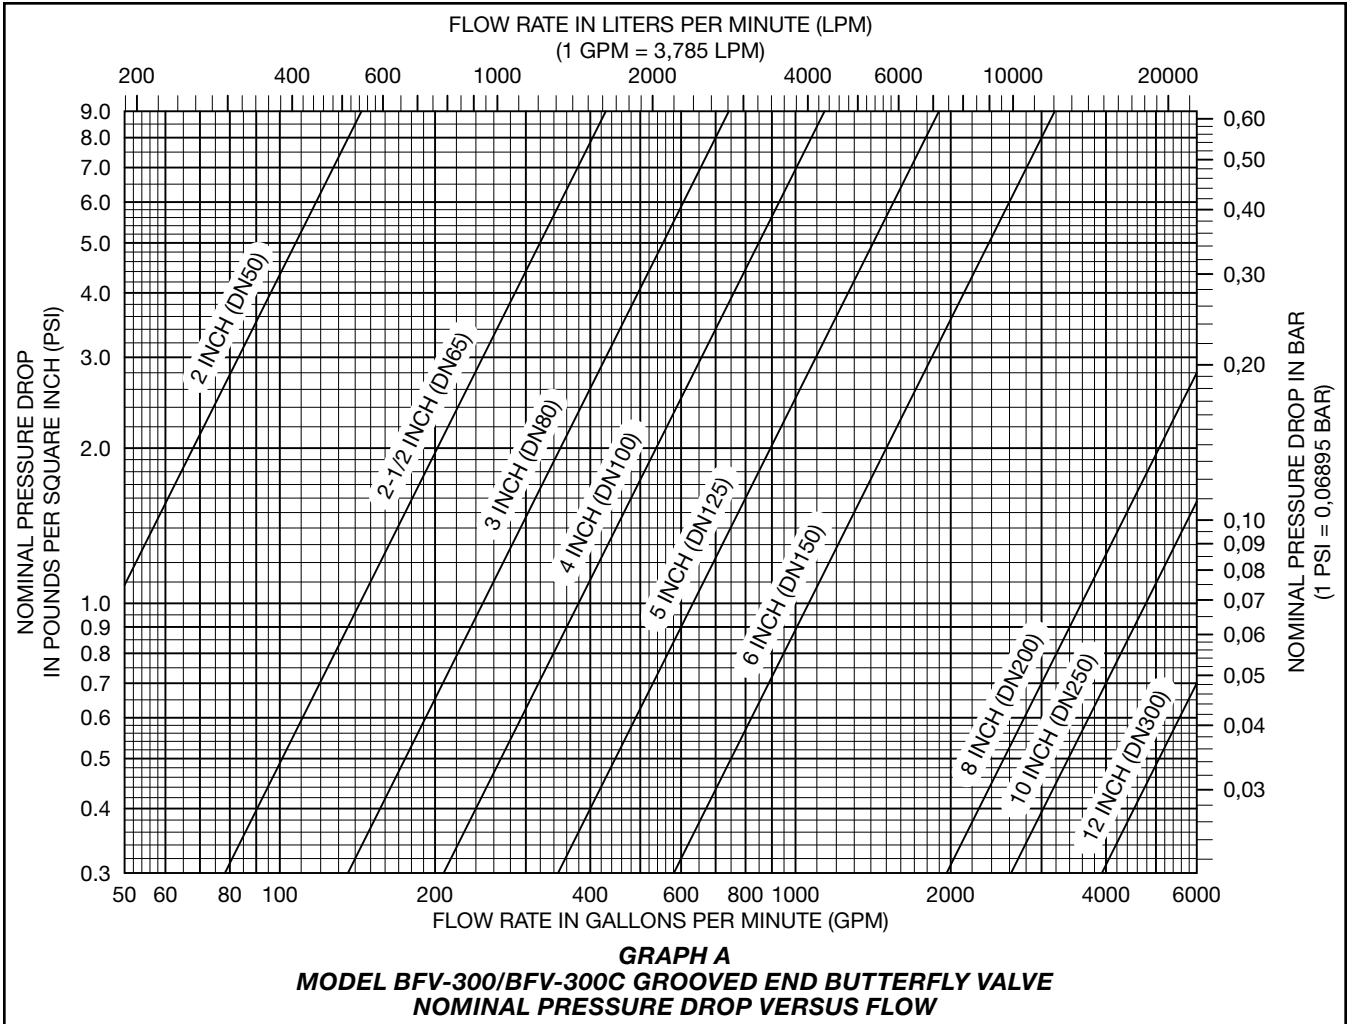 FLOW RATE IN LITERS PER MINUTE (LPM)
(1 GPM = 3,785 LPM)
200 400 600 1000 2000 4000 6000 10000 20000
NOMINAL PRESSURE DROP
IN POUNDS PER SQUARE INCH (PSI)
9.0
8.0
7.0
6.0
5.0
4.0
3.0
2.0
1.0
0.9
0.8
0.7
0.6
0.5
0.4
0.3
2 INCH (DN50)
2-1/2 INCH (DN65)
3 INCH (DN80)
4 INCH (DN100)
5 INCH (DN125)
6 INCH (DN150)
8 INCH (DN200)
10 INCH (DN250)
12 INCH (DN300)
0,60
0,50
0,40
0,30
0,20
0,10
0,09
0,08
0,07
0,06
0,05
0,04
0,03
NOMINAL PRESSURE DROP IN BAR
(1 PSI = 0,06895 BAR)
50 60 80 100 200 400 600 800 1000 2000 4000 6000
FLOW RATE IN GALLONS PER MINUTE (GPM)
GRAPH A
MODEL BFV-300/BFV-300C GROOVED END BUTTERFLY VALVE
NOMINAL PRESSURE DROP VERSUS FLOW